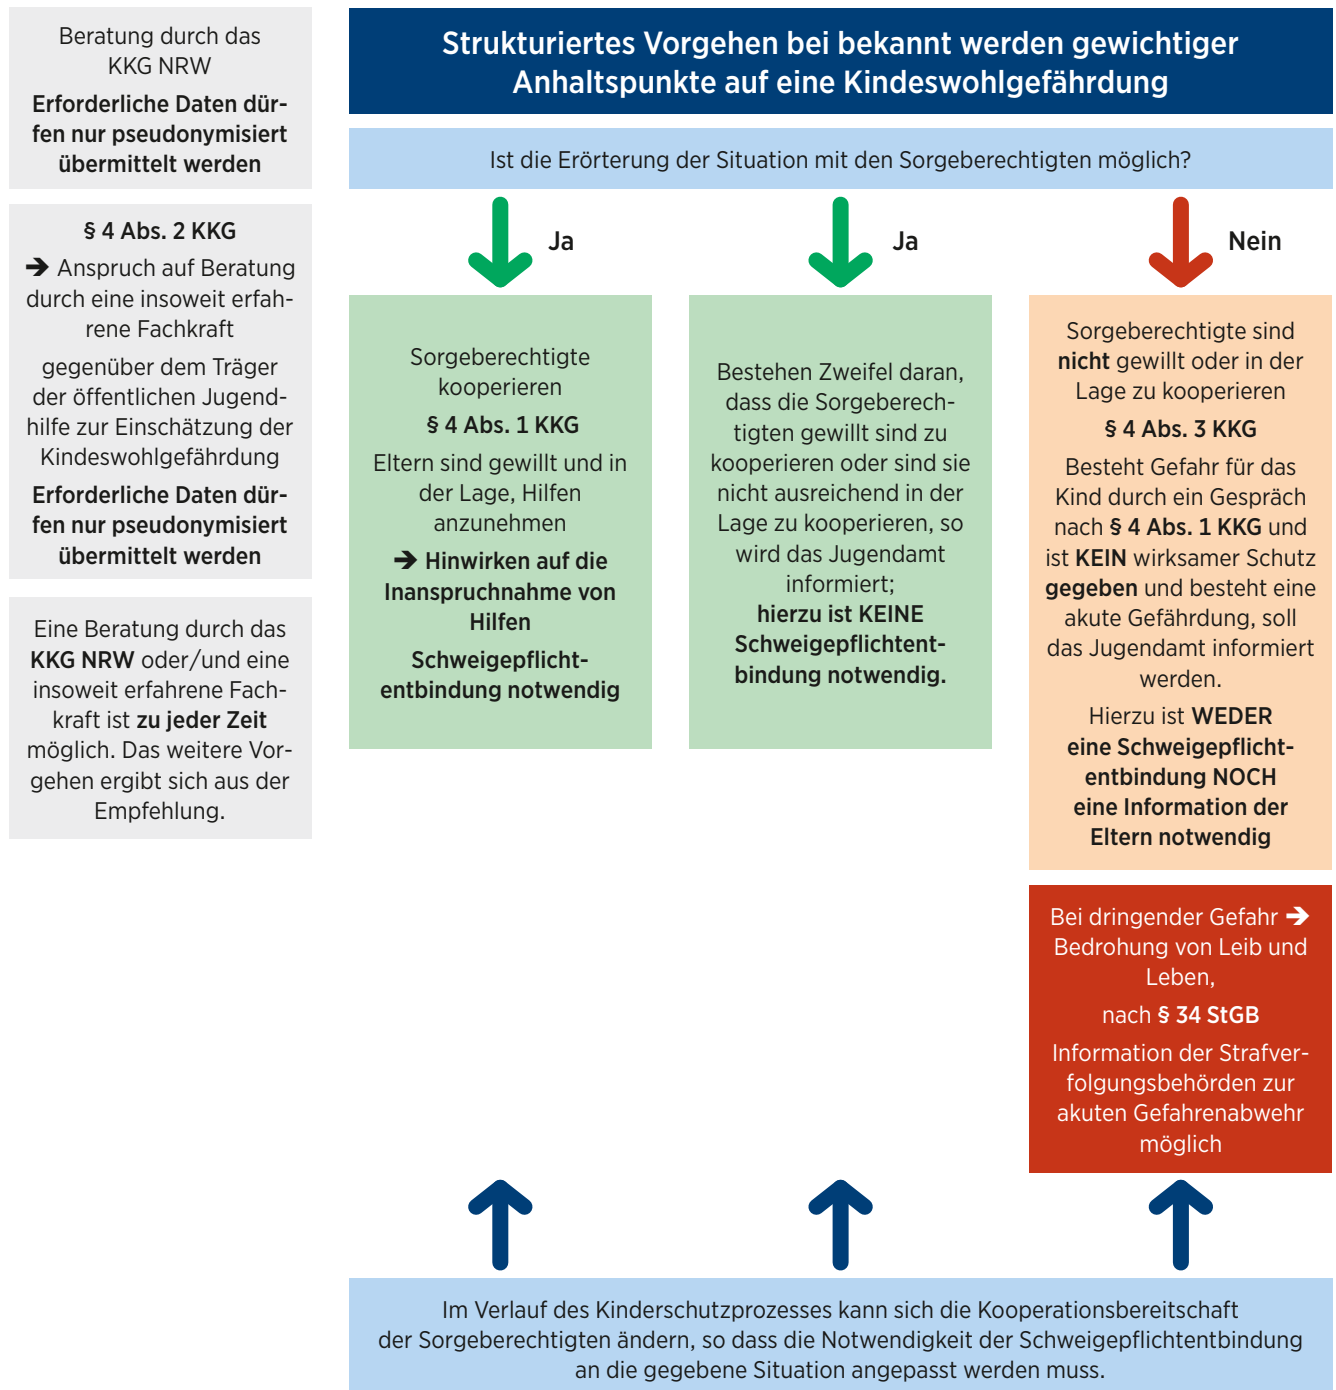 Beratung durch das
KKG NRW
Erforderliche Daten dür-
fen nur pseudonymisiert
übermittelt werden
§ 4 Abs. 2 KKG
➔ Anspruch auf Beratung
durch eine insoweit erfah-
rene Fachkraft
gegenüber dem Träger
der öffentlichen Jugend-
hilfe zur Einschätzung der
Kindeswohlgefährdung
Erforderliche Daten dür-
fen nur pseudonymisiert
übermittelt werden
Eine Beratung durch das
KKG NRW oder/und eine
insoweit erfahrene Fach-
kraft ist zu jeder Zeit
möglich. Das weitere Vor-
gehen ergibt sich aus der
Empfehlung.
Strukturiertes Vorgehen bei bekannt werden gewichtiger
Anhaltspunkte auf eine Kindeswohlgefährdung
Ist die Erörterung der Situation mit den Sorgeberechtigten möglich?
Ja
Ja
Nein
Sorgeberechtigte
kooperieren
§ 4 Abs. 1 KKG
Eltern sind gewillt und in
der Lage, Hilfen
anzunehmen
➔ Hinwirken auf die
Inanspruchnahme von
Hilfen
Schweigepflicht-
entbindung notwendig
Bestehen Zweifel daran,
dass die Sorgeberech-
tigten gewillt sind zu
kooperieren oder sind sie
nicht ausreichend in der
Lage zu kooperieren, so
wird das Jugendamt
informiert;
hierzu ist KEINE
Schweigepflichtent-
bindung notwendig.
Sorgeberechtigte sind
nicht gewillt oder in der
Lage zu kooperieren
§ 4 Abs. 3 KKG
Besteht Gefahr für das
Kind durch ein Gespräch
nach § 4 Abs. 1 KKG und
ist KEIN wirksamer Schutz
gegeben und besteht eine
akute Gefährdung, soll
das Jugendamt informiert
werden.
Hierzu ist WEDER
eine Schweigepflicht-
entbindung NOCH
eine Information der
Eltern notwendig
Bei dringender Gefahr ➔
Bedrohung von Leib und
Leben,
nach § 34 StGB
Information der Strafver-
folgungsbehörden zur
akuten Gefahrenabwehr
möglich
Im Verlauf des Kinderschutzprozesses kann sich die Kooperationsbereitschaft
der Sorgeberechtigten ändern, so dass die Notwendigkeit der Schweigepflichtentbindung
an die gegebene Situation angepasst werden muss.